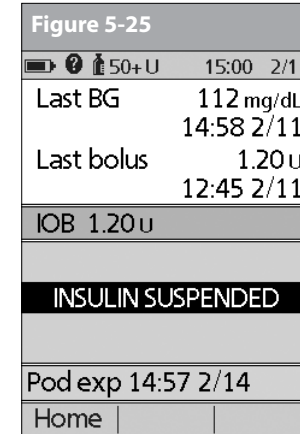 Figure 5-25
50+ U 15:00 2/1
Last BG 112 mg/dL
14:58 2/11
Last bolus 1.20 U
12:45 2/11
IOB 1.20 U
INSULIN SUSPENDED
Pod exp 14:57 2/14
Home